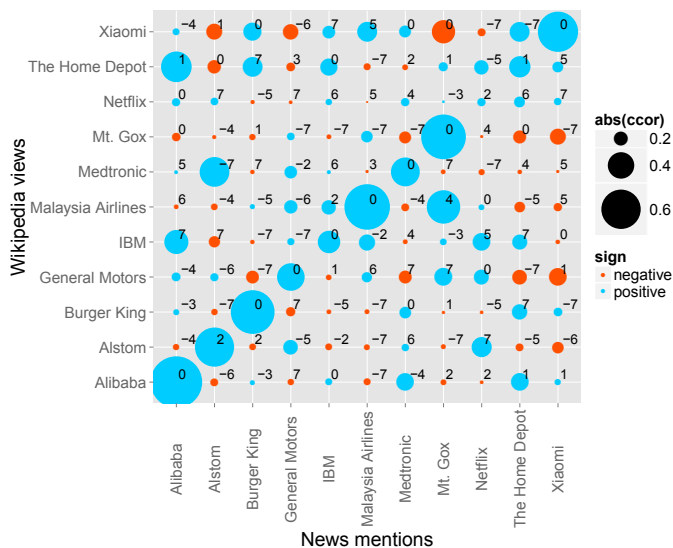 Wikipedia views
Xiaomi −4 1 0 −6 7 5 0 0 −7 −7 0
The Home Depot 1 0 7 3 0 −7 2 1 −5 1 5
Netflix 0 7 −5 7 6 5 4 −3 2 6 7
Mt. Gox 0 −4 1 −7 −7 −7 −7 0 4 0 −7
Medtronic 5 −7 7 −2 6 3 0 7 −7 4 5
Malaysia Airlines 6 −4 −5 −6 2 0 −4 4 0 −5 5
IBM 7 7 −7 −7 0 −2 4 −3 5 7 0
General Motors −4 −6 −7 0 1 6 7 7 0 −7 1
Burger King −3 −7 0 7 −5 −7 0 1 −5 7 −7
Alstom −4 2 2 −5 −2 −7 6 −7 7 −5 −6
Alibaba 0 −6 −3 7 0 −7 −4 2 2 1 1
Alibaba
Alstom
Burger King
General Motors
IBM
Malaysia Airlines
Medtronic
Mt. Gox
Netflix
The Home Depot
Xiaomi
News mentions
abs(ccor)
0.2
0.4
0.6
sign
negative
positive